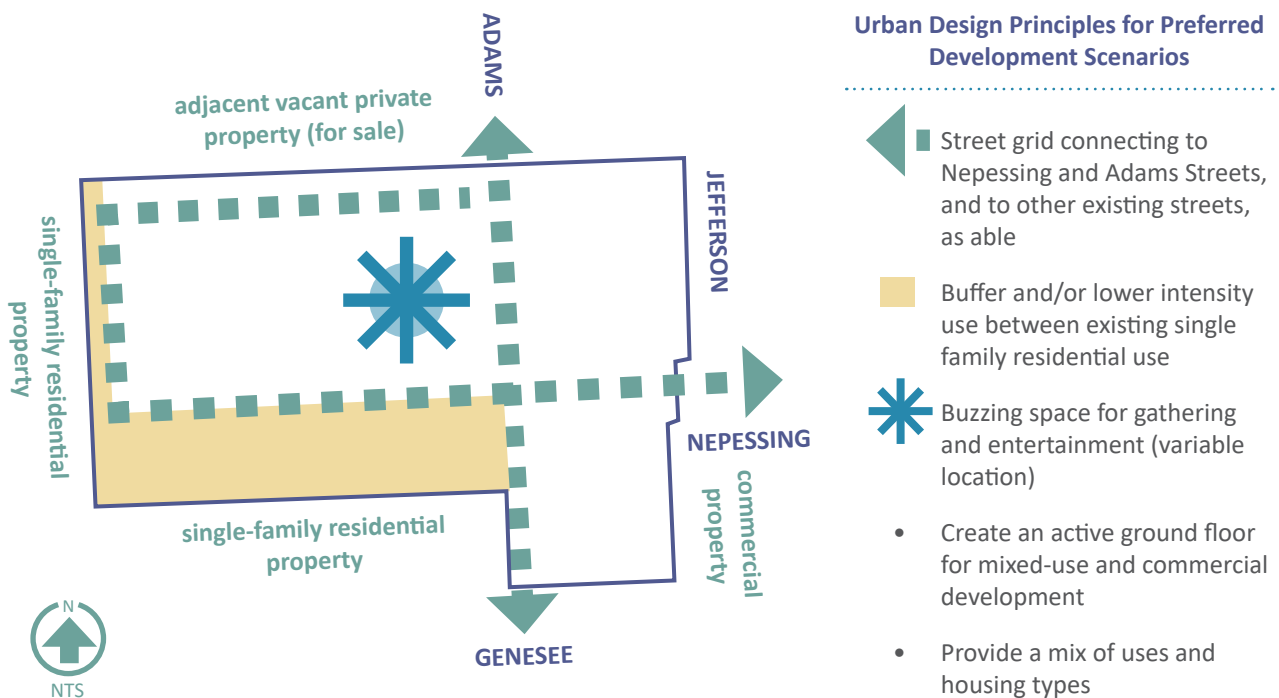 Urban Design Principles for Preferred
Development Scenarios
Street grid connecting to
Nepessing and Adams Streets,
and to other existing streets,
as able
Buffer and/or lower intensity
use between existing single
family residential use
Buzzing space for gathering
and entertainment (variable
location)
• Create an active ground floor
for mixed-use and commercial
development
• Provide a mix of uses and
housing types
ADAMS
adjacent vacant private
property (for sale)
JEFFERSON
single-family residential
property
NEPESSING
commercial
property
single-family residential
property
GENESEE
N
NTS